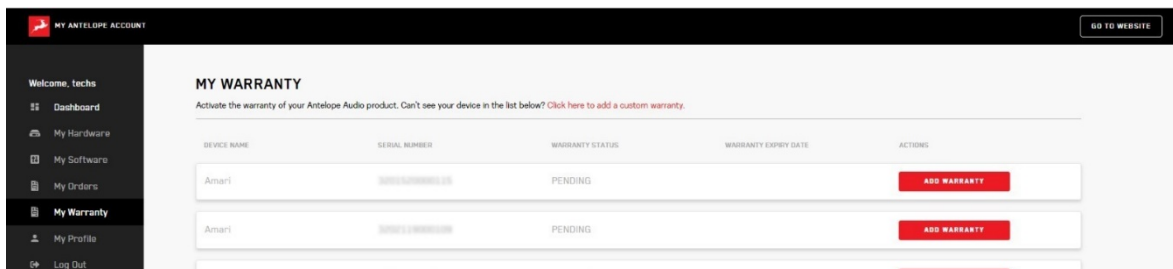 MY ANTELOPE ACCOUNT
GO TO WEBSITE
Welcome, techs
Dashboard
My Hardware
My Software
My Orders
My Warranty
My Profile
Log Out
MY WARRANTY
Activate the warranty of your Antelope Audio product. Can't see your device in the list below? Click here to add a custom warranty.
DEVICE NAME SERIAL NUMBER WARRANTY STATUS WARRANTY EXPIRY DATE ACTIONS
Amari PENDING ADD WARRANTY
Amari PENDING ADD WARRANTY